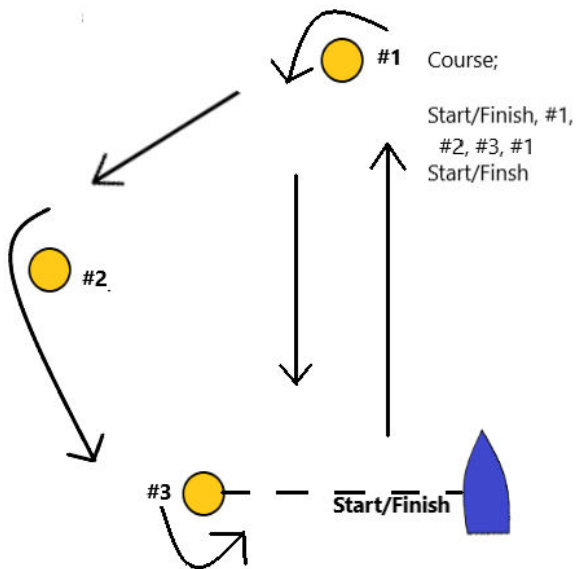 #1
Course;
Start/Finish, #1,
#2, #3, #1
Start/Finsh
#2
#3
Start/Finish